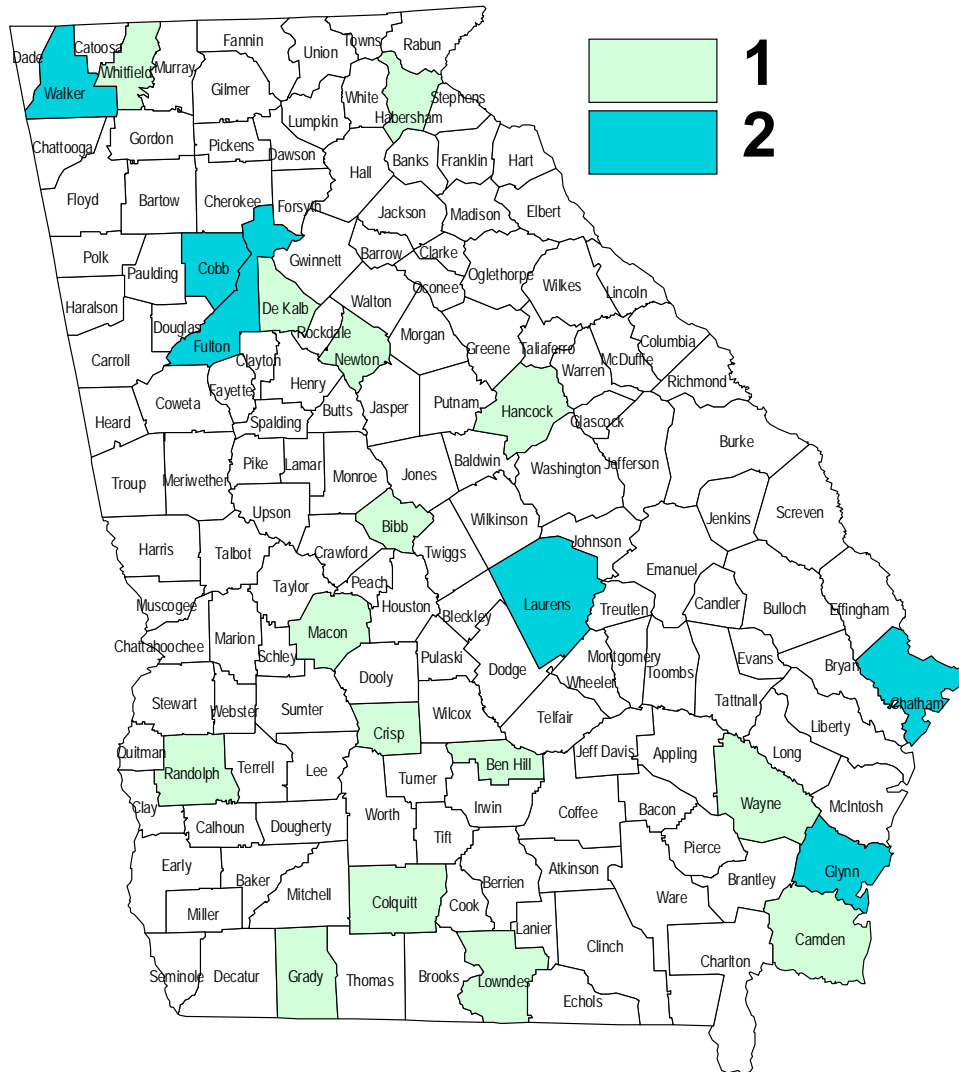 Fannin
Union
Towns
Rabun
Dade
Catoosa
Whitfield
Murray
1
Walker
Gilmer
White
Stephens
Habersham
Lumpkin
2
Chattooga
Gordon
Pickens
Dawson
Hall
Banks
Franklin
Hart
Floyd
Bartow
Cherokee
Forsyth
Jackson
Madison
Elbert
Polk
Paulding
Cobb
Gwinnett
Barrow
Clarke
Oconee
Oglethorpe
Wilkes
Lincoln
Haralson
Douglas
De Kalb
Walton
Rockdale
Morgan
Greene
Taliaferro
Columbia
McDuffie
Warren
Carroll
Fulton
Clayton
Newton
Richmond
Fayette
Henry
Coweta
Heard
Spalding
Butts
Jasper
Putnam
Hancock
Glascock
Burke
Troup
Meriwether
Pike
Lamar
Monroe
Jones
Baldwin
Washington
Jefferson
Upson
Bibb
Wilkinson
Jenkins
Screven
Harris
Talbot
Crawford
Twiggs
Johnson
Emanuel
Taylor
Peach
Houston
Bleckley
Laurens
Treutlen
Candler
Bulloch
Effingham
Muscogee
Chattahoochee
Marion
Macon
Schley
Pulaski
Dodge
Montgomery
Wheeler
Toombs
Evans
Bryan
Chatham
Stewart
Webster
Sumter
Dooly
Wilcox
Telfair
Tattnall
Liberty
Quitman
Randolph
Terrell
Lee
Crisp
Ben Hill
Jeff Davis
Appling
Long
Clay
Calhoun
Dougherty
Worth
Turner
Irwin
Coffee
Bacon
Wayne
McIntosh
Tift
Early
Baker
Mitchell
Colquitt
Cook
Berrien
Atkinson
Pierce
Ware
Brantley
Glynn
Miller
Lanier
Clinch
Camden
Seminole
Decatur
Grady
Thomas
Brooks
Lowndes
Echols
Charlton